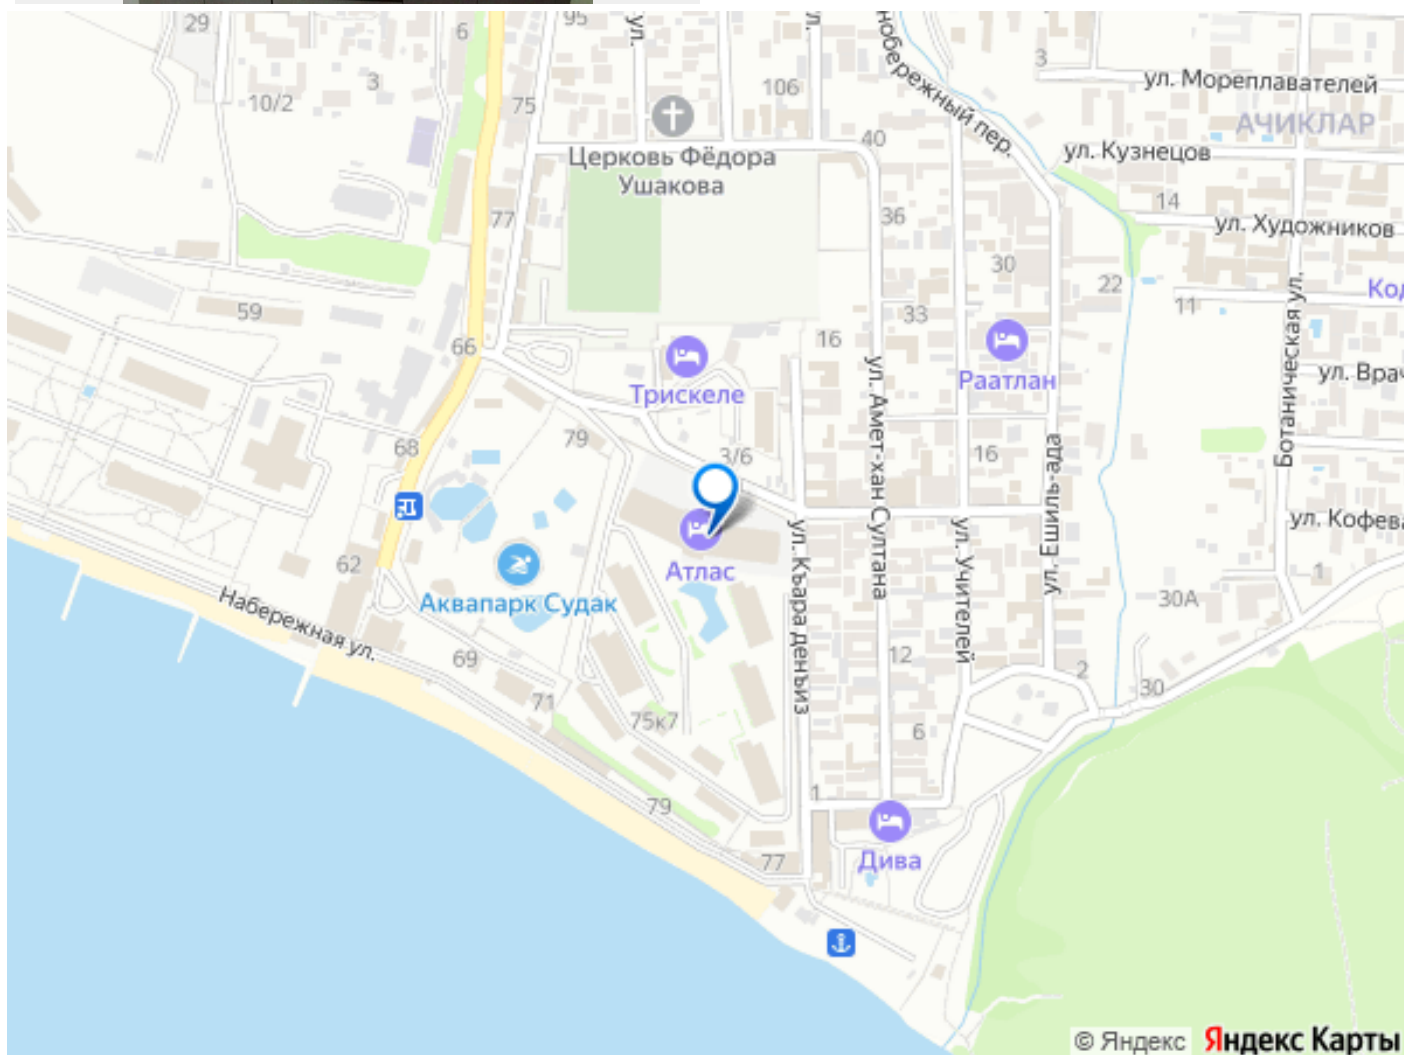 29
6
95
ул.
ул.
нобережный пер.
3
ул. Мореплавателей
3
10/2
75
106
АЧИКЛАР
40
ул. Кузнецов
Церковь Фёдора
Ушакова
14
77
36
ул. Художников
30
22
59
33
11
Код
Ботаническая ул.
66
16
Трискеле
Раатлан
ул. Врач
ул. Амет-хан Султана
68
79
3/6
16
ул. Ешиль-ада
ул. Кофева
ул. Къара денъиз
ул. Учителей
62
Атлас
1
Аквапарк Судак
30А
Набережная ул.
69
12
2
71
30
75к7
6
79
1
77
Дива
© Яндекс Яндекс Карты